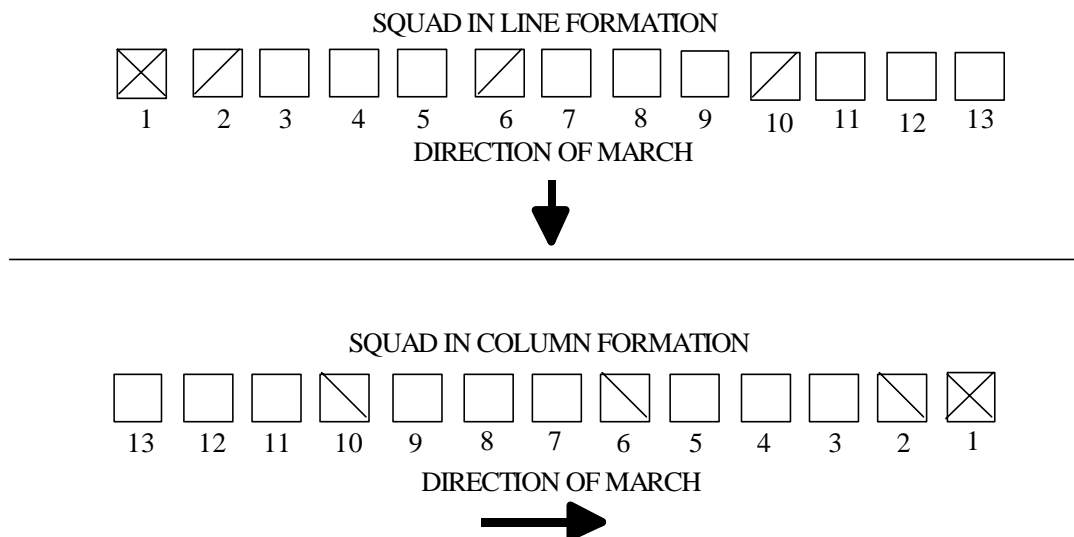 SQUAD IN LINE FORMATION
1 2 3 4 5 6 7 8 9 10 11 12 13
DIRECTION OF MARCH
SQUAD IN COLUMN FORMATION
13 12 11 10 9 8 7 6 5 4 3 2 1
DIRECTION OF MARCH